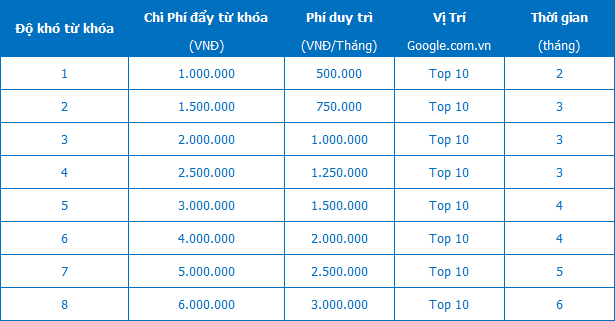 Độ khó từ khóa Chi Phí đẩy từ khóa Phí duy trì Vị Trí Thời gian
(VNĐ) (VNĐ/Tháng) Google.com.vn (tháng)
1 1.000.000 500.000 Top 10 2
2 1.500.000 750.000 Top 10 3
3 2.000.000 1.000.000 Top 10 3
4 2.500.000 1.250.000 Top 10 3
5 3.000.000 1.500.000 Top 10 4
6 4.000.000 2.000.000 Top 10 4
7 5.000.000 2.500.000 Top 10 5
8 6.000.000 3.000.000 Top 10 6